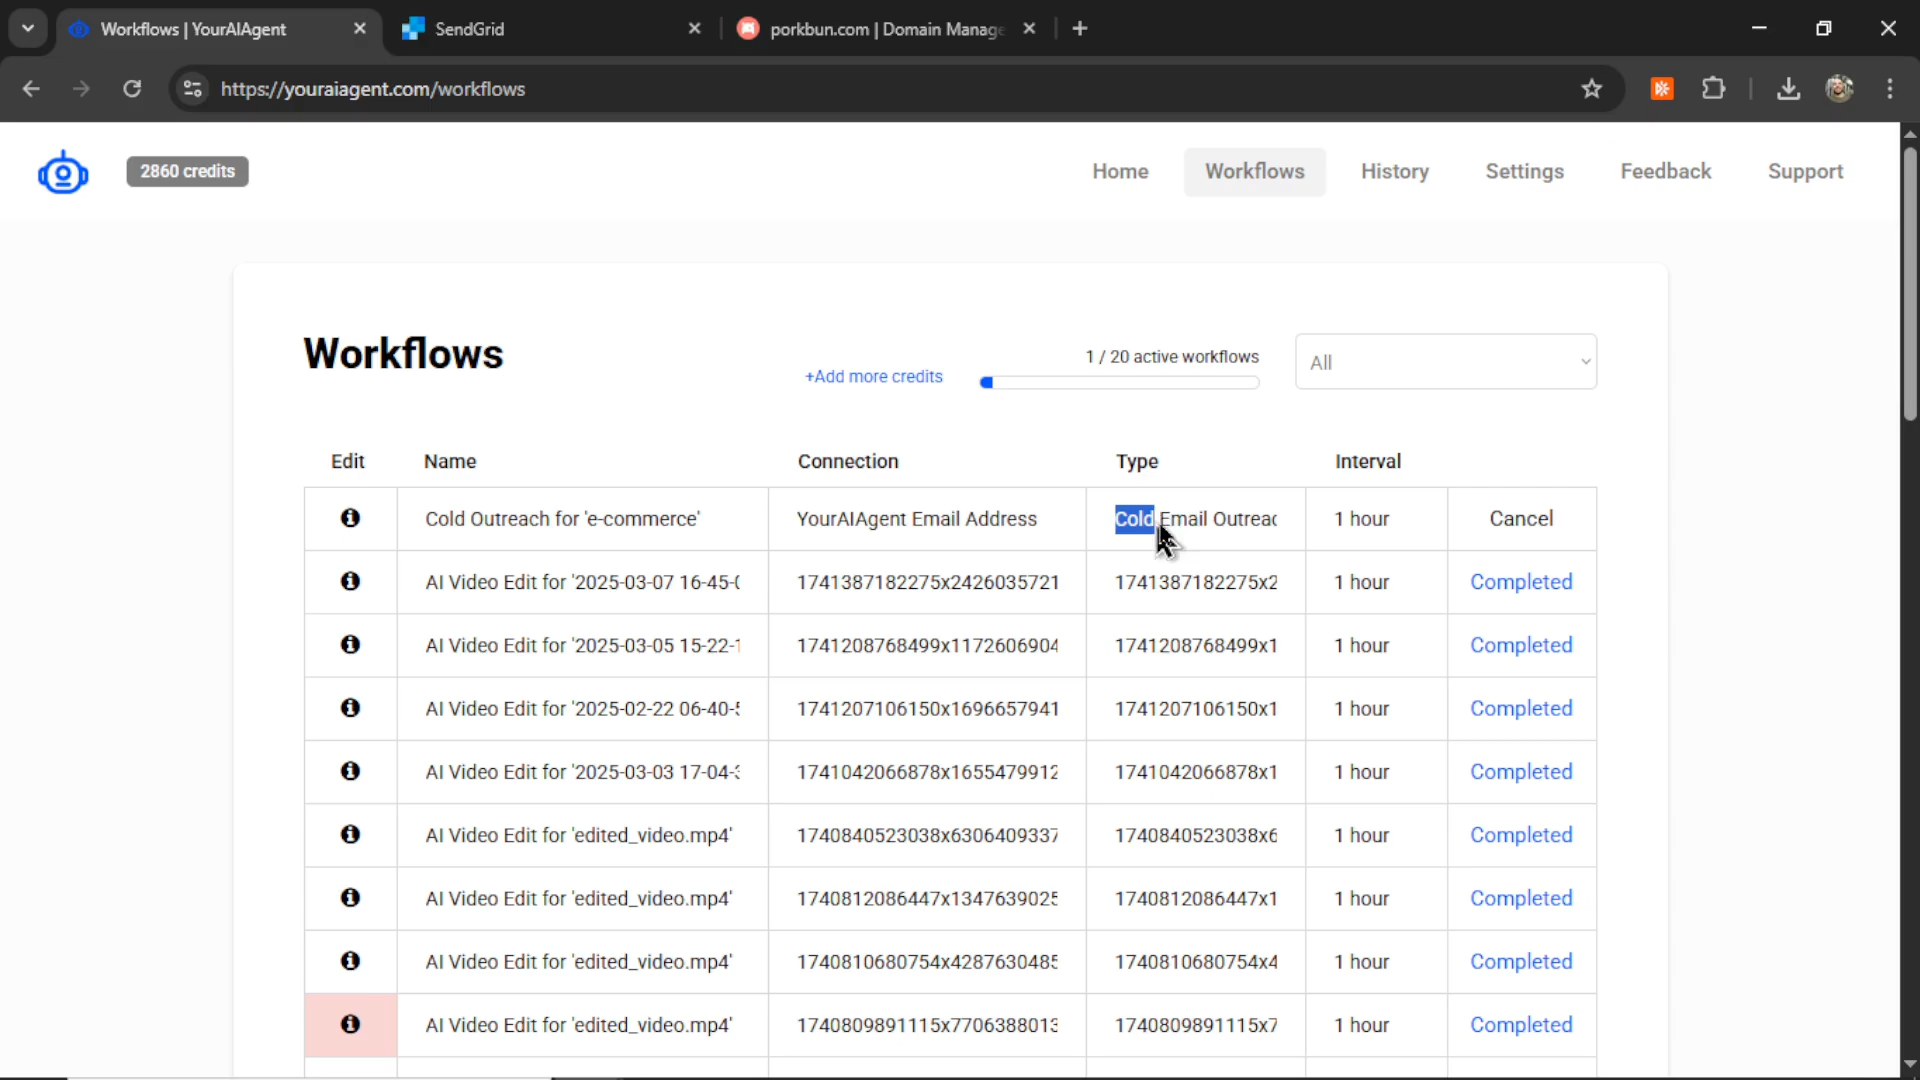 Workflows | YourAIAgent
SendGrid
porkbun.com | Domain Manage
https://youraiagent.com/workflows
2860 credits
Home
Workflows
History
Settings
Feedback
Support
Workflows
+Add more credits
1 / 20 active workflows
All
Edit Name Connection Type Interval
Cold Outreach for 'e-commerce' YourAIAgent Email Address Cold Email Outreac 1 hour Cancel
AI Video Edit for '2025-03-07 16-45-0 1741387182275x2426035721 1741387182275x2 1 hour Completed
AI Video Edit for '2025-03-05 15-22-1 1741208768499x1172606904 1741208768499x1 1 hour Completed
AI Video Edit for '2025-02-22 06-40-5 1741207106150x1696657941 1741207106150x1 1 hour Completed
AI Video Edit for '2025-03-03 17-04-3 1741042066878x1655479912 1741042066878x1 1 hour Completed
AI Video Edit for 'edited_video.mp4' 1740840523038x6306409337 1740840523038x6 1 hour Completed
AI Video Edit for 'edited_video.mp4' 1740812086447x1347639025 1740812086447x1 1 hour Completed
AI Video Edit for 'edited_video.mp4' 1740810680754x4287630485 1740810680754x4 1 hour Completed
AI Video Edit for 'edited_video.mp4' 1740809891115x7706388013 1740809891115x7 1 hour Completed